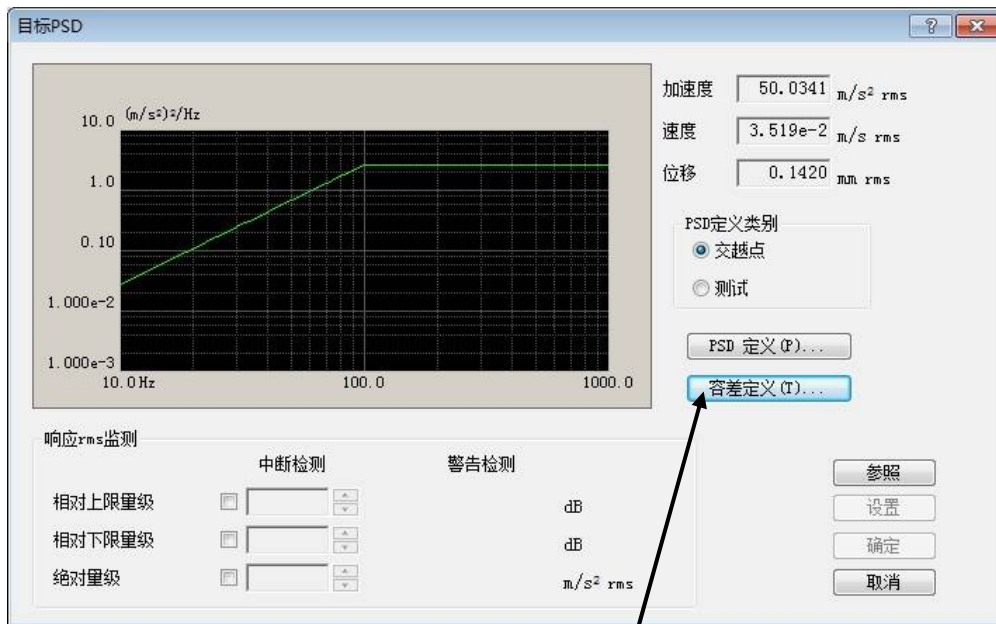 目标PSD
(m/s²)²/Hz
10.0
1.0
0.10
1.000e-2
1.000e-3
10.0Hz 100.0 1000.0
加速度 50.0341 m/s² rms
速度 3.519e-2 m/s rms
位移 0.1420 mm rms
PSD定义类别
交越点
测试
PSD 定义(P)...
容差定义(T)...
响应rms监测
中断检测 警告检测
相对上限量级 dB
相对下限量级 dB
绝对量级 m/s² rms
参照
设置
确定
取消